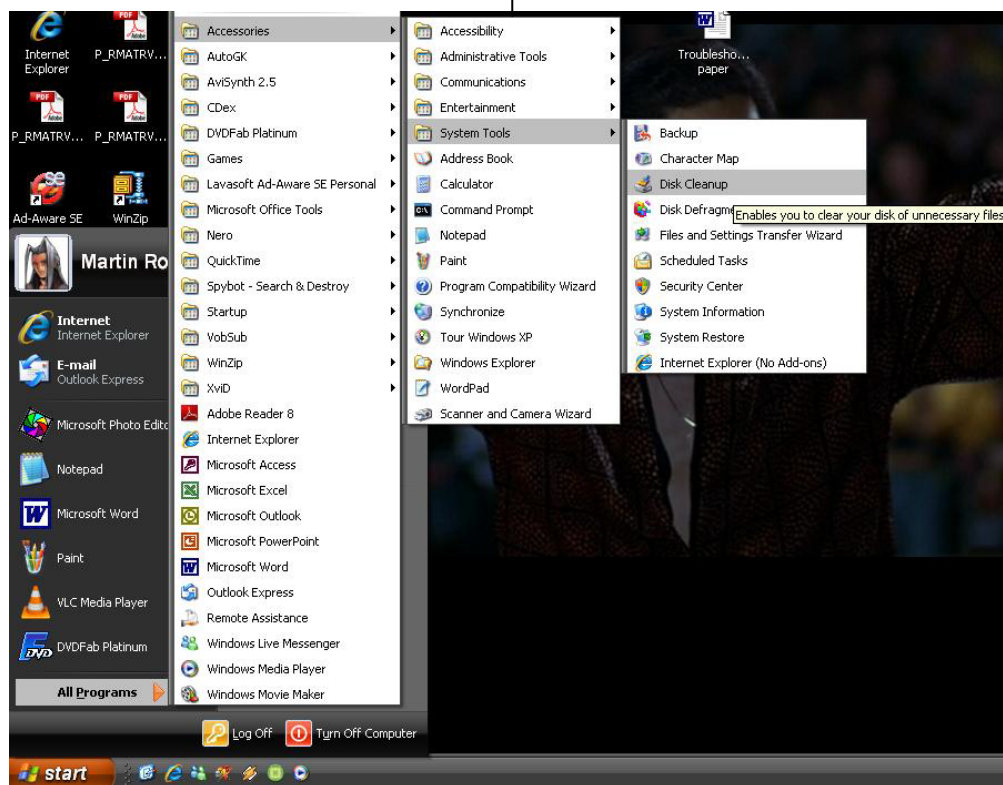 Internet
Explorer
P_RMATRV...
P_RMATRV...
P_RMATRV...
Ad-Aware SE
WinZip
Troublesho...
paper
Martin Ro
Internet
Internet Explorer
E-mail
Outlook Express
Microsoft Photo Edito
Notepad
Microsoft Word
Paint
VLC Media Player
DVDFab Platinum
All Programs
Accessories
AutoGK
AviSynth 2.5
CDex
DVDFab Platinum
Games
Lavasoft Ad-Aware SE Personal
Microsoft Office Tools
Nero
QuickTime
Spybot - Search & Destroy
Startup
VobSub
WinZip
XviD
Adobe Reader 8
Internet Explorer
Microsoft Access
Microsoft Excel
Microsoft Outlook
Microsoft PowerPoint
Microsoft Word
Outlook Express
Remote Assistance
Windows Live Messenger
Windows Media Player
Windows Movie Maker
Accessibility
Administrative Tools
Communications
Entertainment
System Tools
Address Book
Calculator
Command Prompt
Notepad
Paint
Program Compatibility Wizard
Synchronize
Tour Windows XP
Windows Explorer
WordPad
Scanner and Camera Wizard
Backup
Character Map
Disk Cleanup
Disk Defragme
Enables you to clear your disk of unnecessary files
Files and Settings Transfer Wizard
Scheduled Tasks
Security Center
System Information
System Restore
Internet Explorer (No Add-ons)
Log Off
Turn Off Computer
start